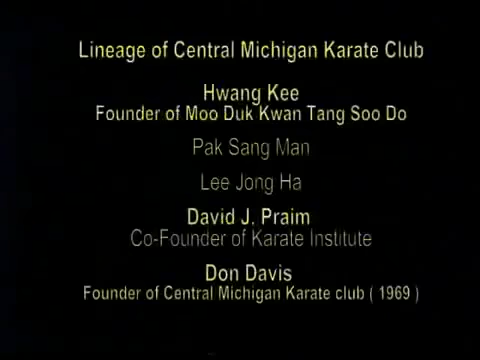 Lineage of Central Michigan Karate Club
Hwang Kee
Founder of Moo Duk Kwan Tang Soo Do
Pak Sang Man
Lee Jong Ha
David J. Praim
Co-Founder of Karate Institute
Don Davis
Founder of Central Michigan Karate club ( 1969 )